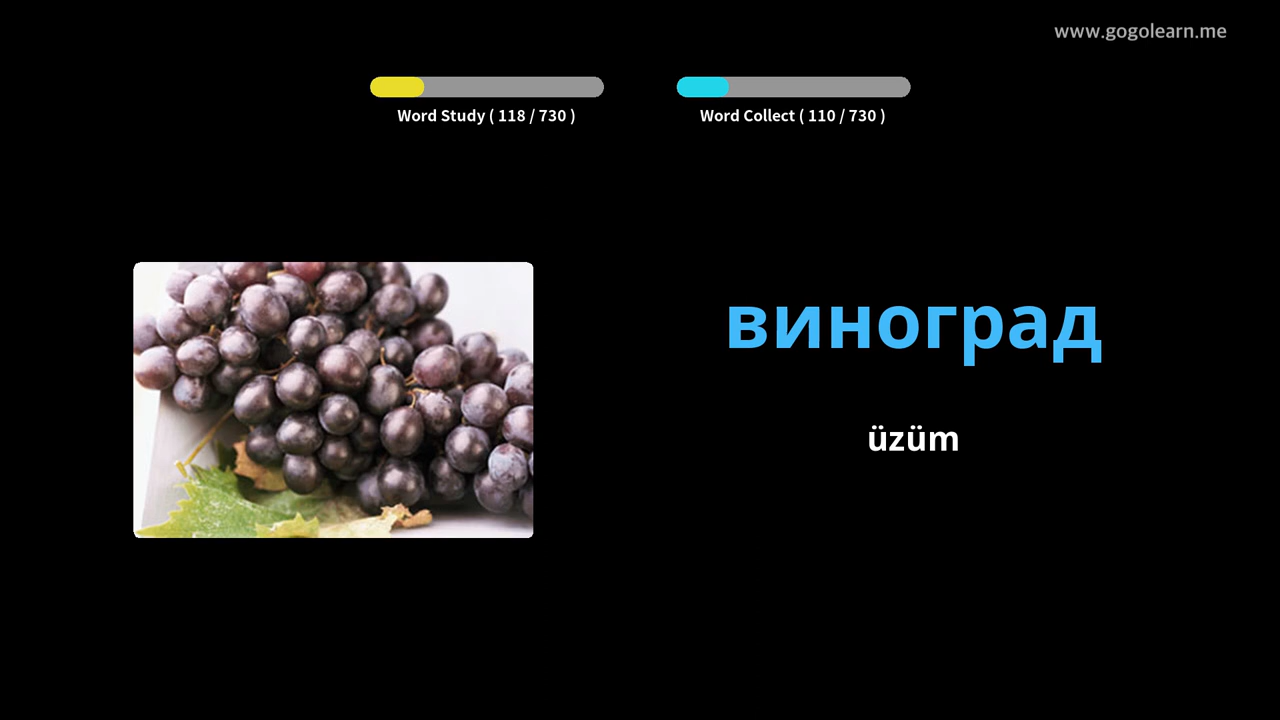 www.gogolearn.me
Word Study ( 118 / 730 )
Word Collect ( 110 / 730 )
виноград
üzüm